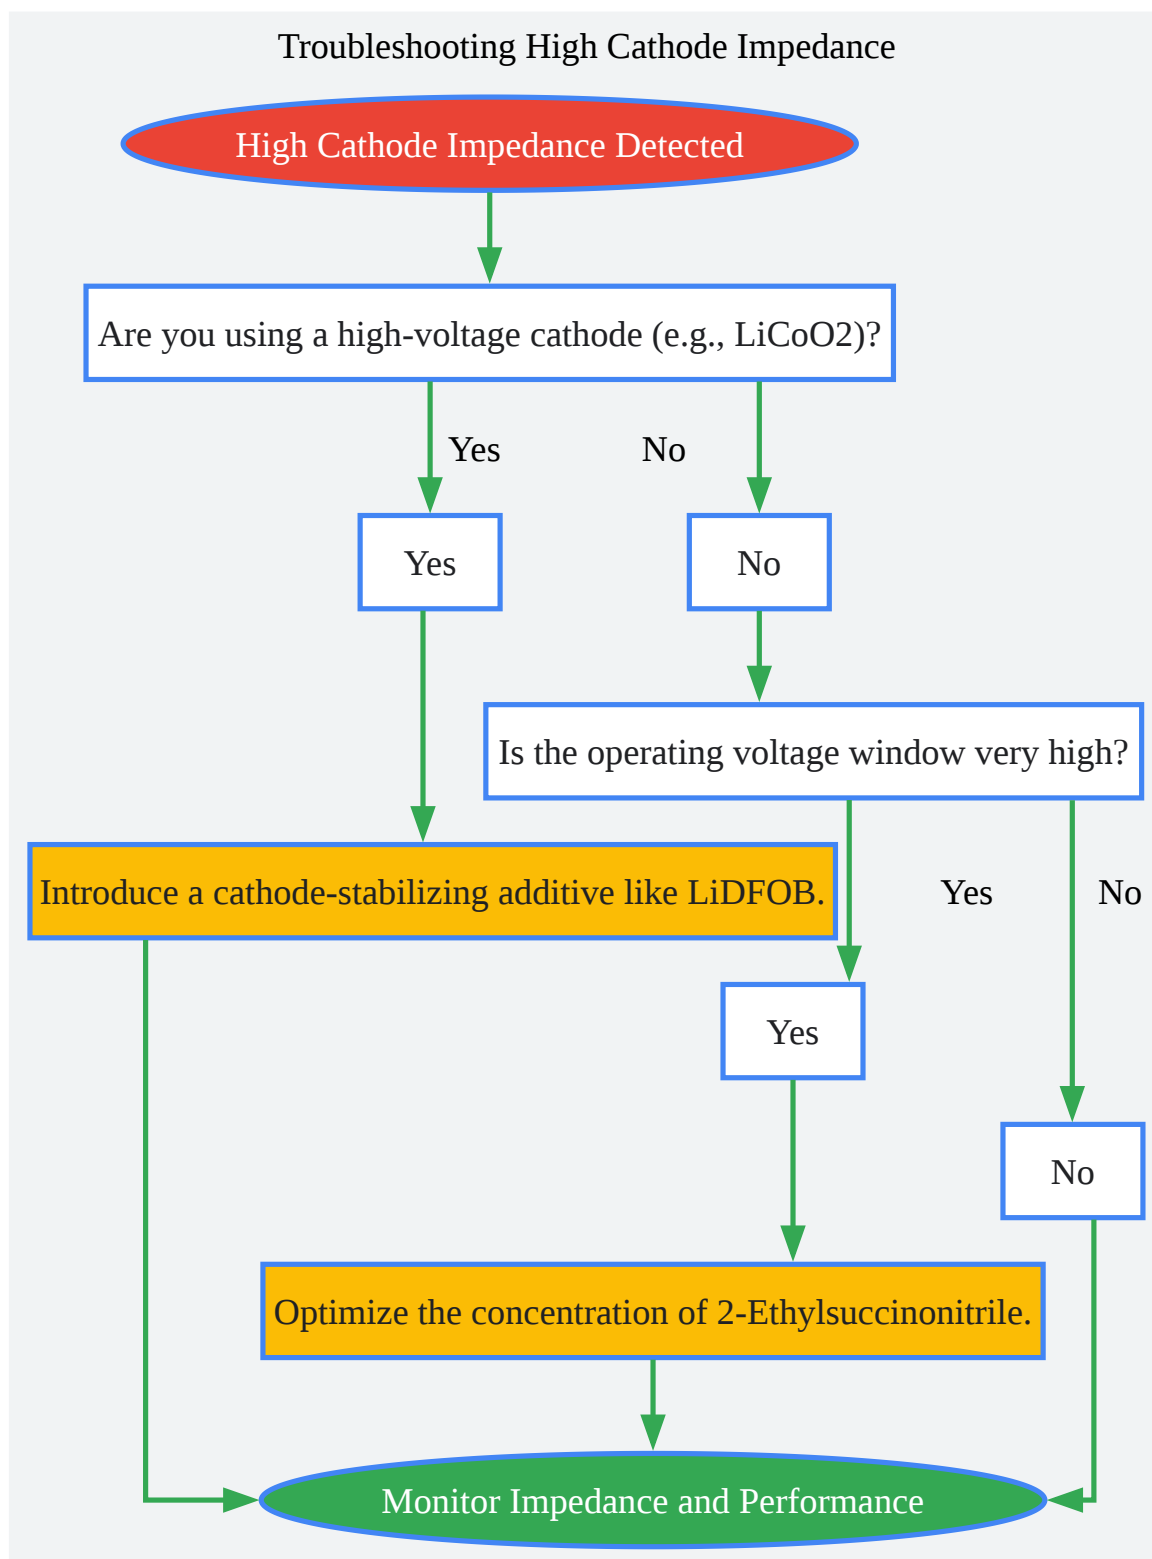 Troubleshooting High Cathode Impedance
High Cathode Impedance Detected
Are you using a high-voltage cathode (e.g., LiCoO2)?
Yes
No
Yes
No
Is the operating voltage window very high?
Introduce a cathode-stabilizing additive like LiDFOB.
Yes
No
Yes
No
Optimize the concentration of 2-Ethylsuccinonitrile.
Monitor Impedance and Performance